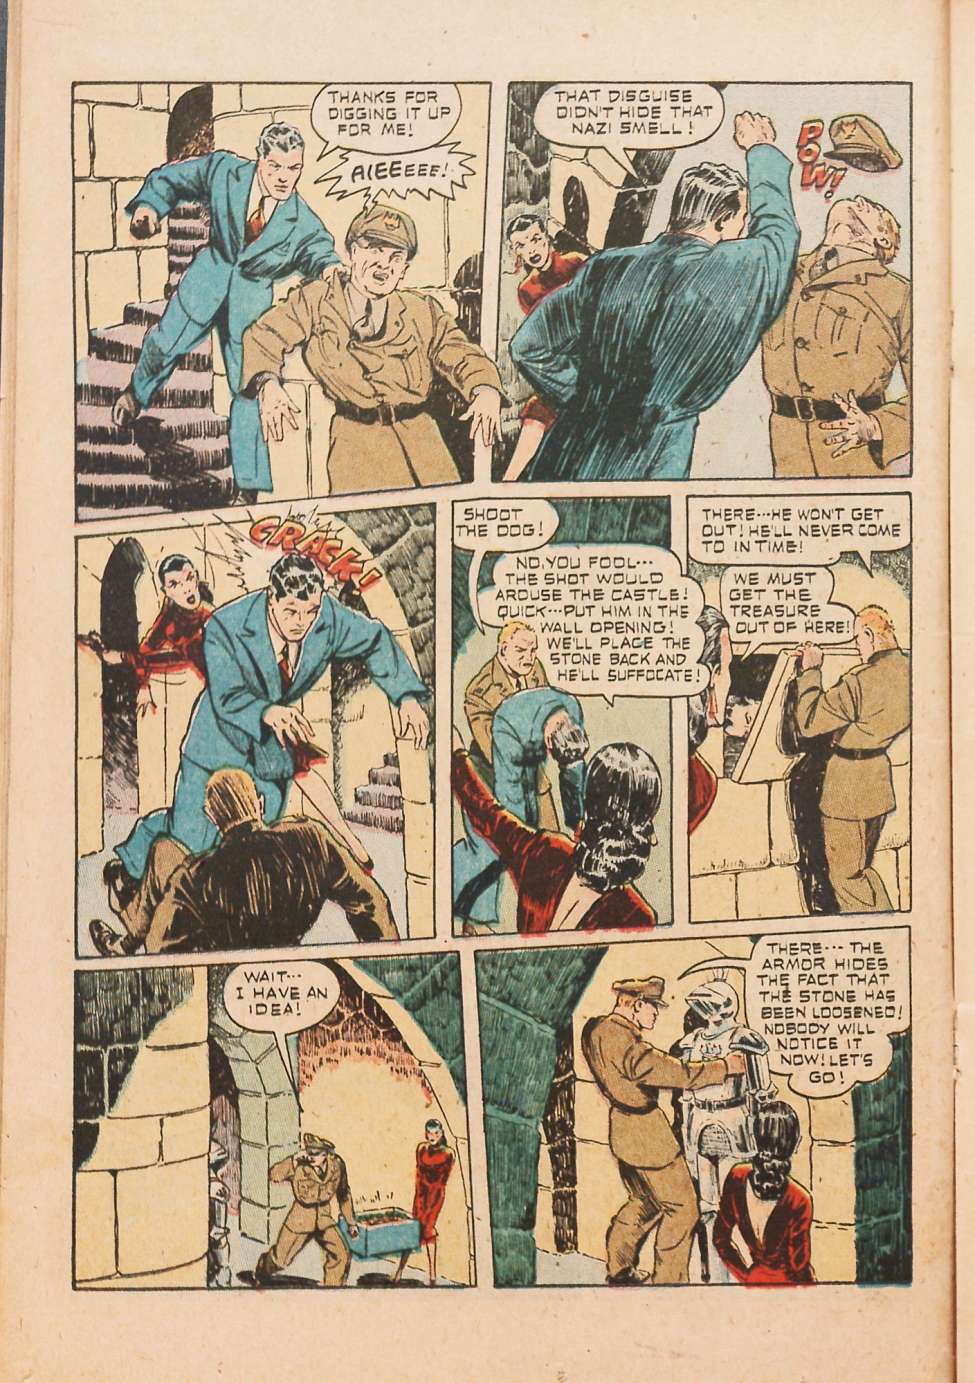 THANKS FOR
DIGGING IT UP
FOR ME!
AIEEEEEE!
THAT DISGUISE
DIDN'T HIDE THAT
NAZI SMELL!
POW!
CRACK!
SHOOT
THE DOG!
NO, YOU FOOL---
THE SHOT WOULD
AROUSE THE CASTLE!
QUICK---PUT HIM IN THE
WALL OPENING!
WE'LL PLACE THE
STONE BACK AND
HE'LL SUFFOCATE!
THERE---HE WON'T GET
OUT! HE'LL NEVER COME
TO IN TIME!
WE MUST
GET THE
TREASURE
OUT OF HERE!
WAIT---
I HAVE AN
IDEA!
THERE--- THE
ARMOR HIDES
THE FACT THAT
THE STONE HAS
BEEN LOOSENED!
NOBODY WILL
NOTICE IT
NOW! LET'S
GO!